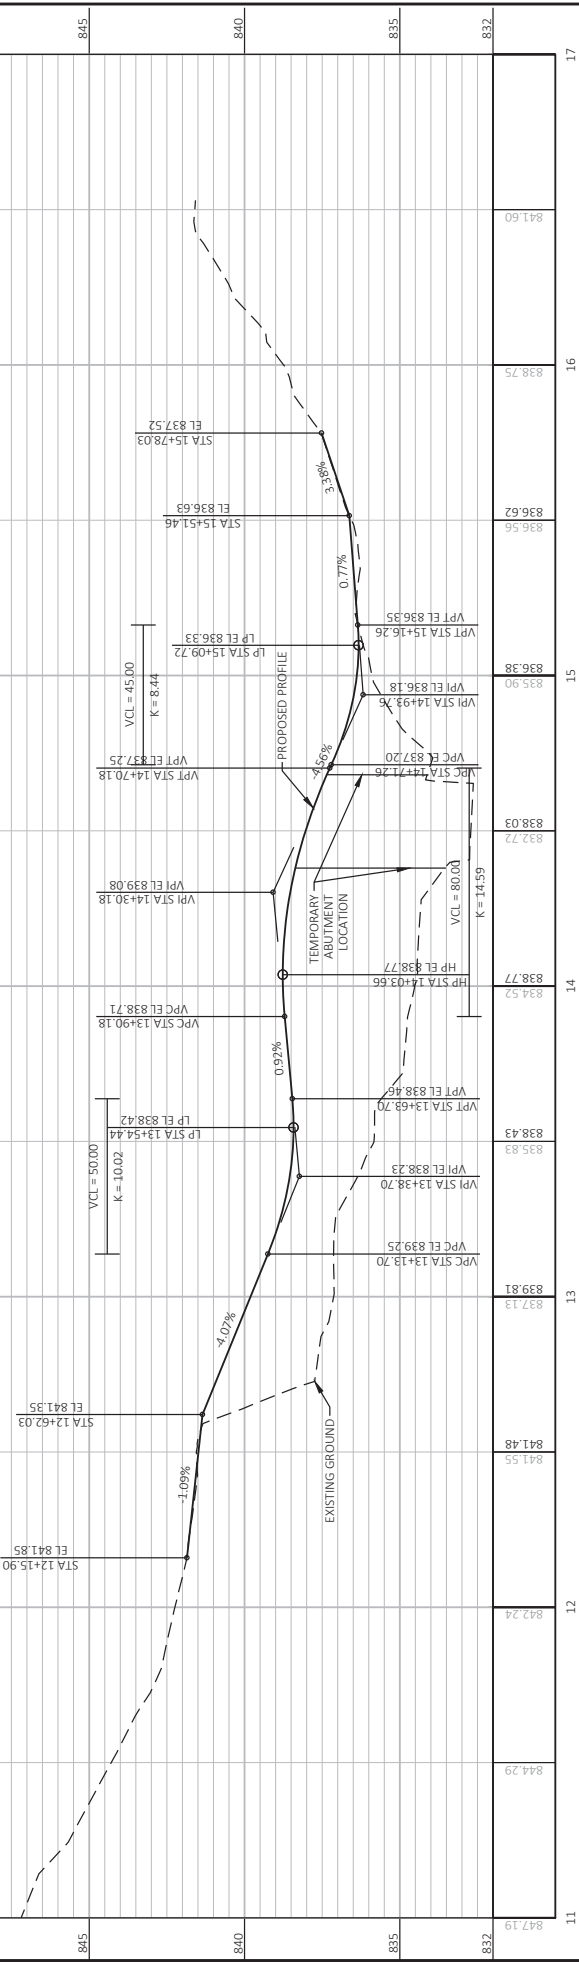 845
840
835
832
17
841.60
16
838.75
STA 15+78.03
EL 837.52
3.38%
STA 15+51.46
EL 836.63
836.62
836.56
0.77%
VPT STA 15+16.26
VPT EL 836.35
LP STA 15+09.72
LP EL 836.33
VCL = 45.00
K = 8.44
15
836.38
835.90
VPI STA 14+93.76
VPI EL 836.18
PROPOSED PROFILE
-4.56%
VPC STA 14+71.26
VPC EL 837.20
VPT STA 14+70.18
VPT EL 837.25
838.03
832.72
VPI STA 14+30.18
VPI EL 839.08
TEMPORARY
ABUTMENT
LOCATION
VCL = 80.00
K = 14.59
HP STA 14+03.66
HP EL 838.77
14
838.77
834.52
VPC STA 13+90.18
VPC EL 838.71
0.92%
VPT STA 13+63.70
VPT EL 838.46
LP STA 13+54.44
LP EL 838.42
VCL = 50.00
K = 10.02
838.43
835.83
VPI STA 13+38.70
VPI EL 838.23
VPC STA 13+13.70
VPC EL 839.25
13
839.81
837.13
-4.07%
STA 12+62.03
EL 841.35
EXISTING GROUND
841.48
841.55
-1.09%
STA 12+15.90
EL 841.85
12
842.24
844.29
11
847.19
845
840
835
832